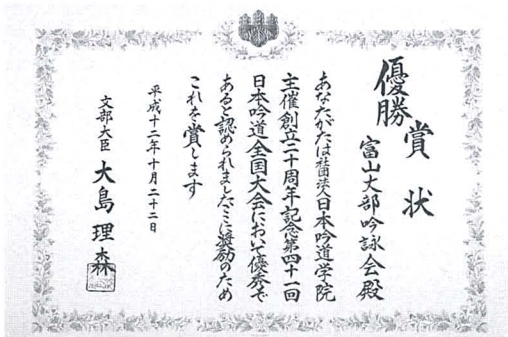 優勝賞状
富山大部吟詠会殿
あなたがたは社団法人日本吟道学院
主催創立二十周年記念第四十一回
日本吟道全国大会において優秀で
あると認められましたここに奨励のため
これを賞します
平成十二年十月二十二日
文部大臣 大島理森